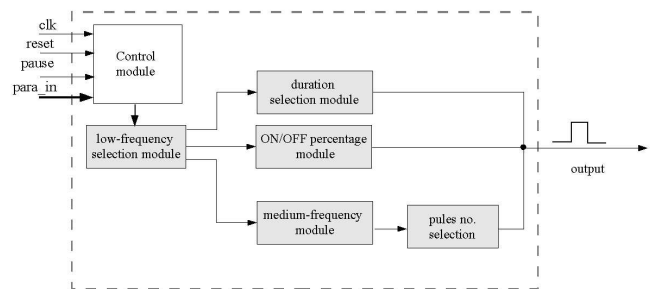 clk
reset
pause
para_in
Control
module
low-frequency
selection module
duration
selection module
ON/OFF percentage
module
medium-frequency
module
pules no.
selection
output